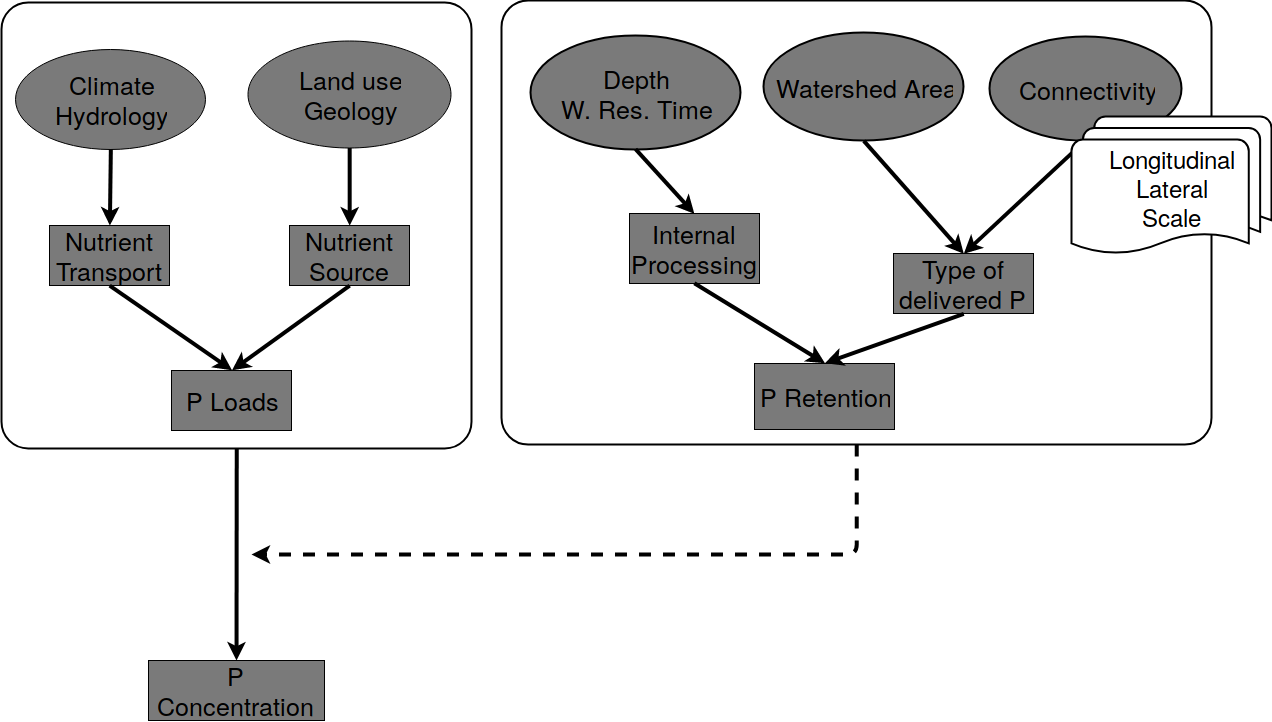 Climate
Hydrology
Land use
Geology
Nutrient
Transport
Nutrient
Source
P Loads
Depth
W. Res. Time
Watershed Area
Connectivity
Longitudinal
Lateral
Scale
Internal
Processing
Type of
delivered P
P Retention
P
Concentration